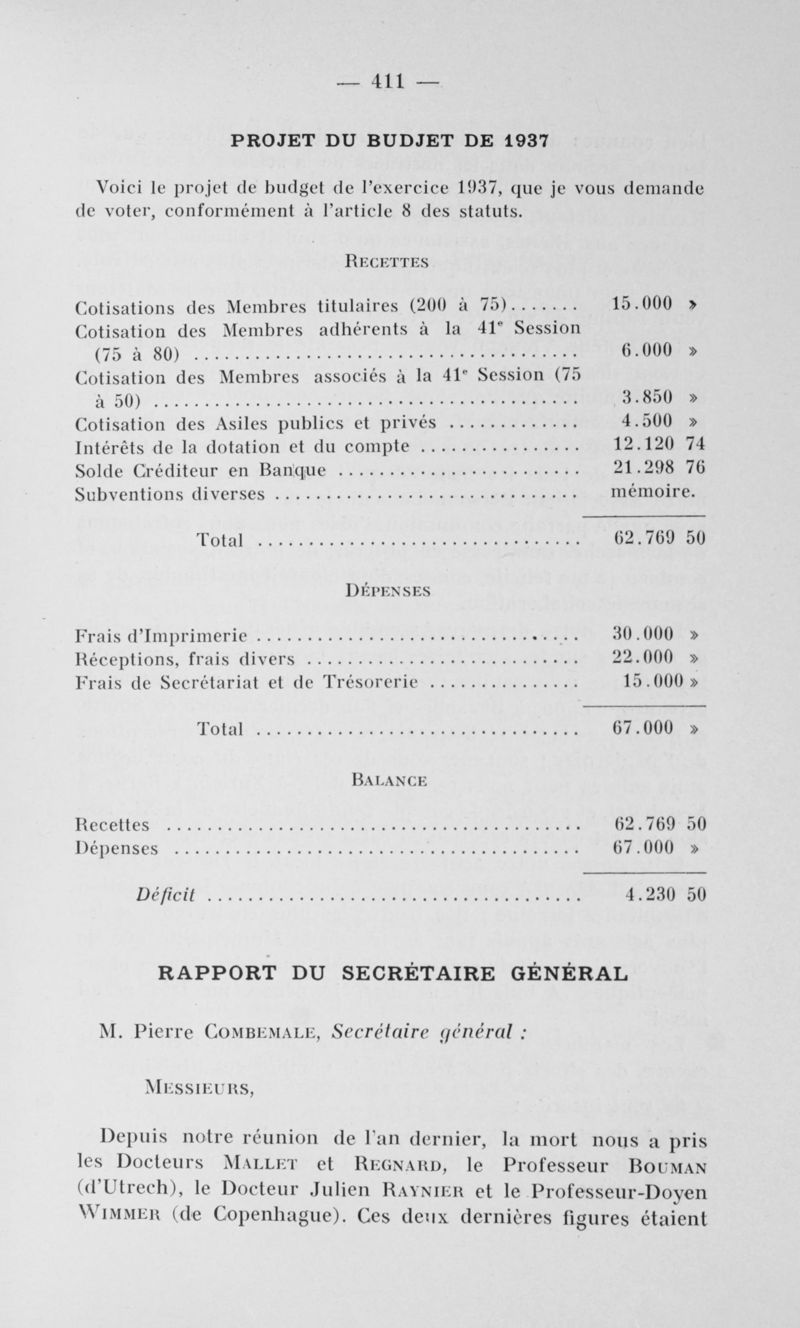 — 411 —
PROJET DU BUDJET DE 1937
Voici le projet de budget de l'exercice 1937, que je vous demande
de voter, conformément à l'article 8 des statuts.
RECETTES
Cotisations des Membres titulaires (200 à 75)....... 15.000 »
Cotisation des Membres adhérents à la 41e Session
(75 à 80) ...................................... 6.000 »
Cotisation des Membres associés à la 41e Session (75
à 50) .......................................... 3.850 »
Cotisation des Asiles publics et privés ............. 4.500 »
Intérêts de la dotation et du compte ................ 12.120 74
Solde Créditeur en Banque ........................ 21.298 76
Subventions diverses .............................. mémoire.
Total ................................ 62.769 50
DÉPENSES
Frais d'Imprimerie ................................ 30.000 »
Réceptions, frais divers ........................... 22.000 »
Frais de Secrétariat et de Trésorerie ............... 15.000 »
Total ................................ 67.000 »
BALANCE
Recettes ......................................... 62.769 50
Dépenses ........................................ 67.000 »
Déficit ..................................... 4.230 50
RAPPORT DU SECRÉTAIRE GÉNÉRAL
M. Pierre COMBEMALE, Secrétaire général :
MESSIEURS,
Depuis notre réunion de l'an dernier, la mort nous a pris
les Docteurs MALLET et REGNARD, le Professeur BOUMAN
(d'Utrech), le Docteur Julien RAYNIER et le Professeur-Doyen
WIMMER (de Copenhague). Ces deux dernières figures étaient